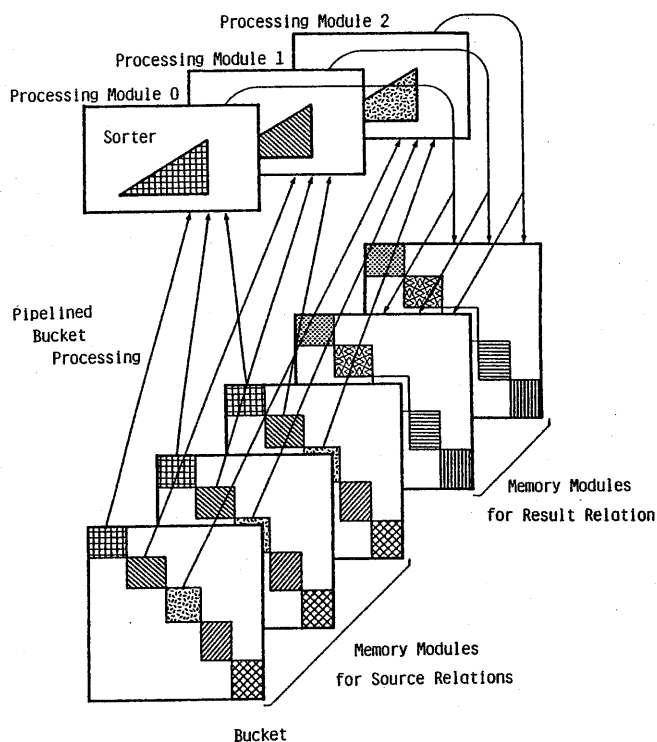 Processing Module 2
Processing Module 1
Processing Module 0
Sorter
Pipelined
Bucket
Processing
Memory Modules
for Result Relation
Memory Modules
for Source Relations
Bucket